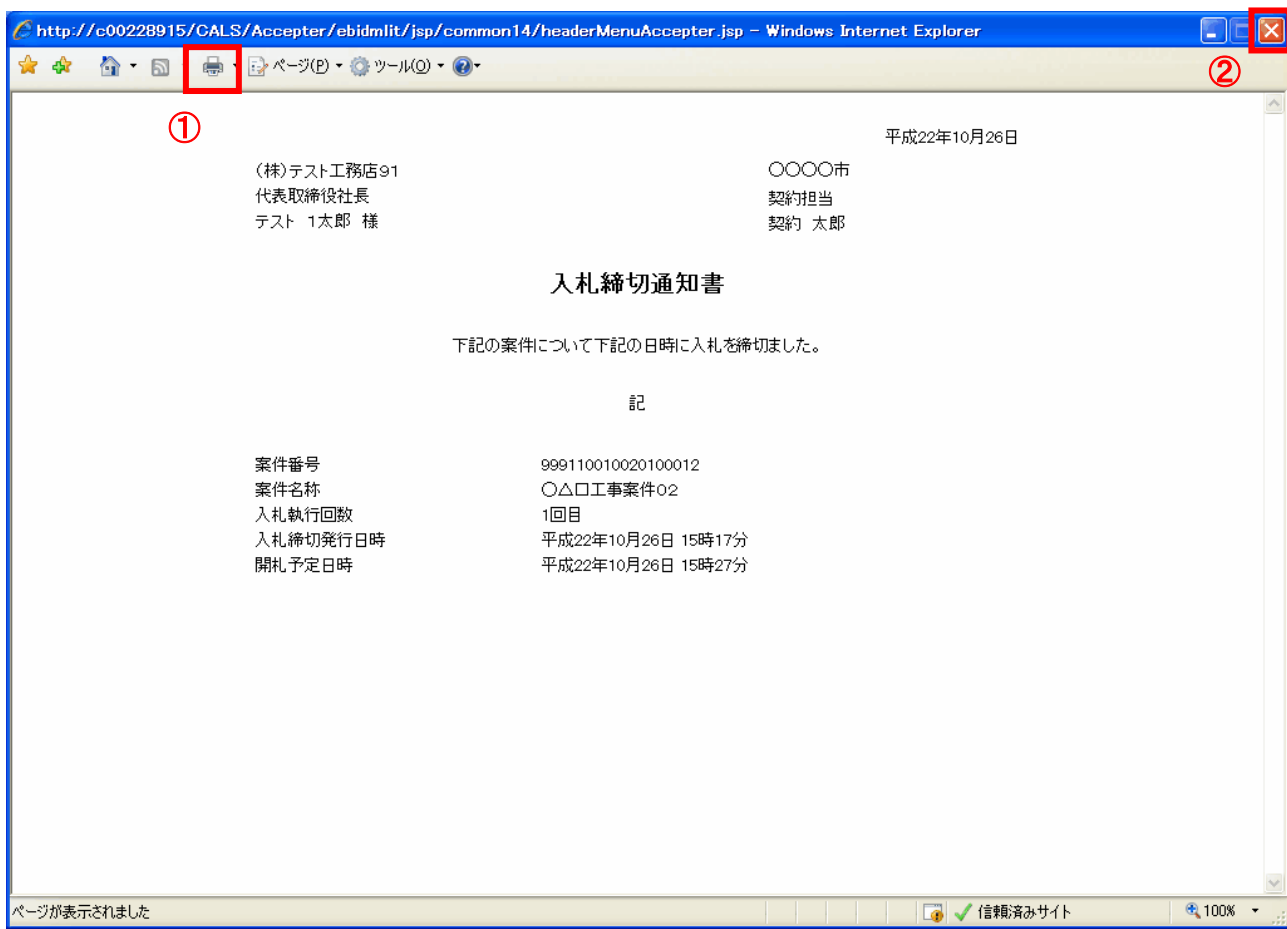 http://c00228915/CALS/Accepter/ebidmlit/jsp/common14/headerMenuAccepter.jsp - Windows Internet Explorer
ページ(P) ツール(O)
②
①
平成22年10月26日
(株)テスト工務店91
〇〇〇〇市
代表取締役社長
契約担当
テスト 1太郎 様
契約 太郎
入札締切通知書
下記の案件について下記の日時に入札を締切ました。
記
案件番号 999110010020100012
案件名称 〇△口工事案件02
入札執行回数 1回目
入札締切発行日時 平成22年10月26日 15時17分
開札予定日時 平成22年10月26日 15時27分
ページが表示されました 信頼済みサイト 100%